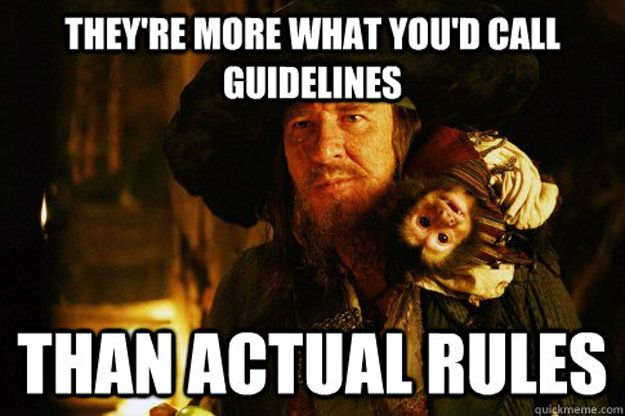 THEY'RE MORE WHAT YOU'D CALL
GUIDELINES
THAN ACTUAL RULES
quickmeme.com